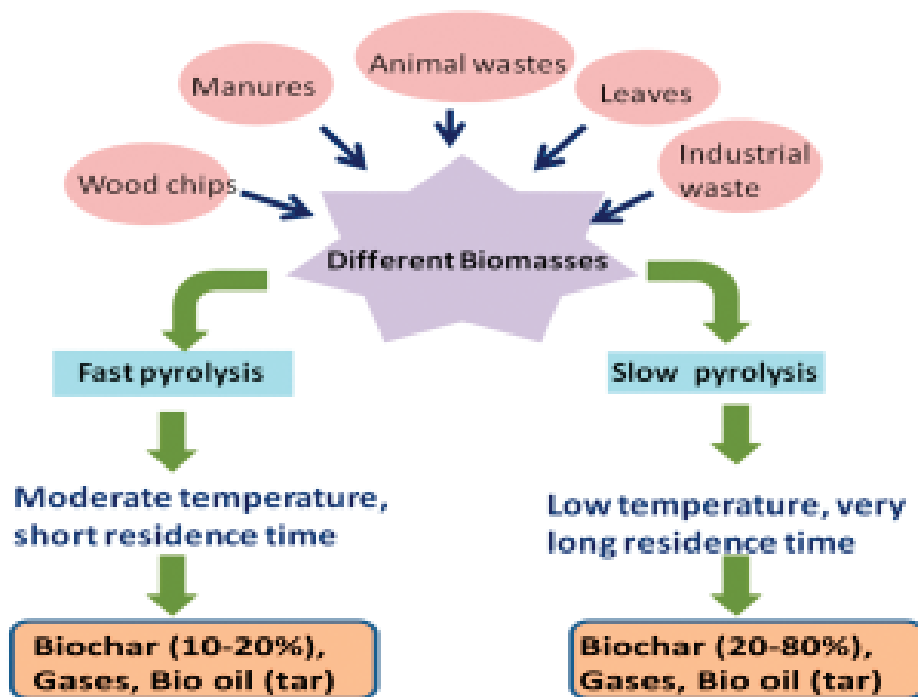 Animal wastes
Manures
Leaves
Wood chips
Industrial
waste
Different Biomasses
Fast pyrolysis
Slow pyrolysis
Moderate temperature,
short residence time
Low temperature, very
long residence time
Biochar (10-20%),
Gases, Bio oil (tar)
Biochar (20-80%),
Gases, Bio oil (tar)